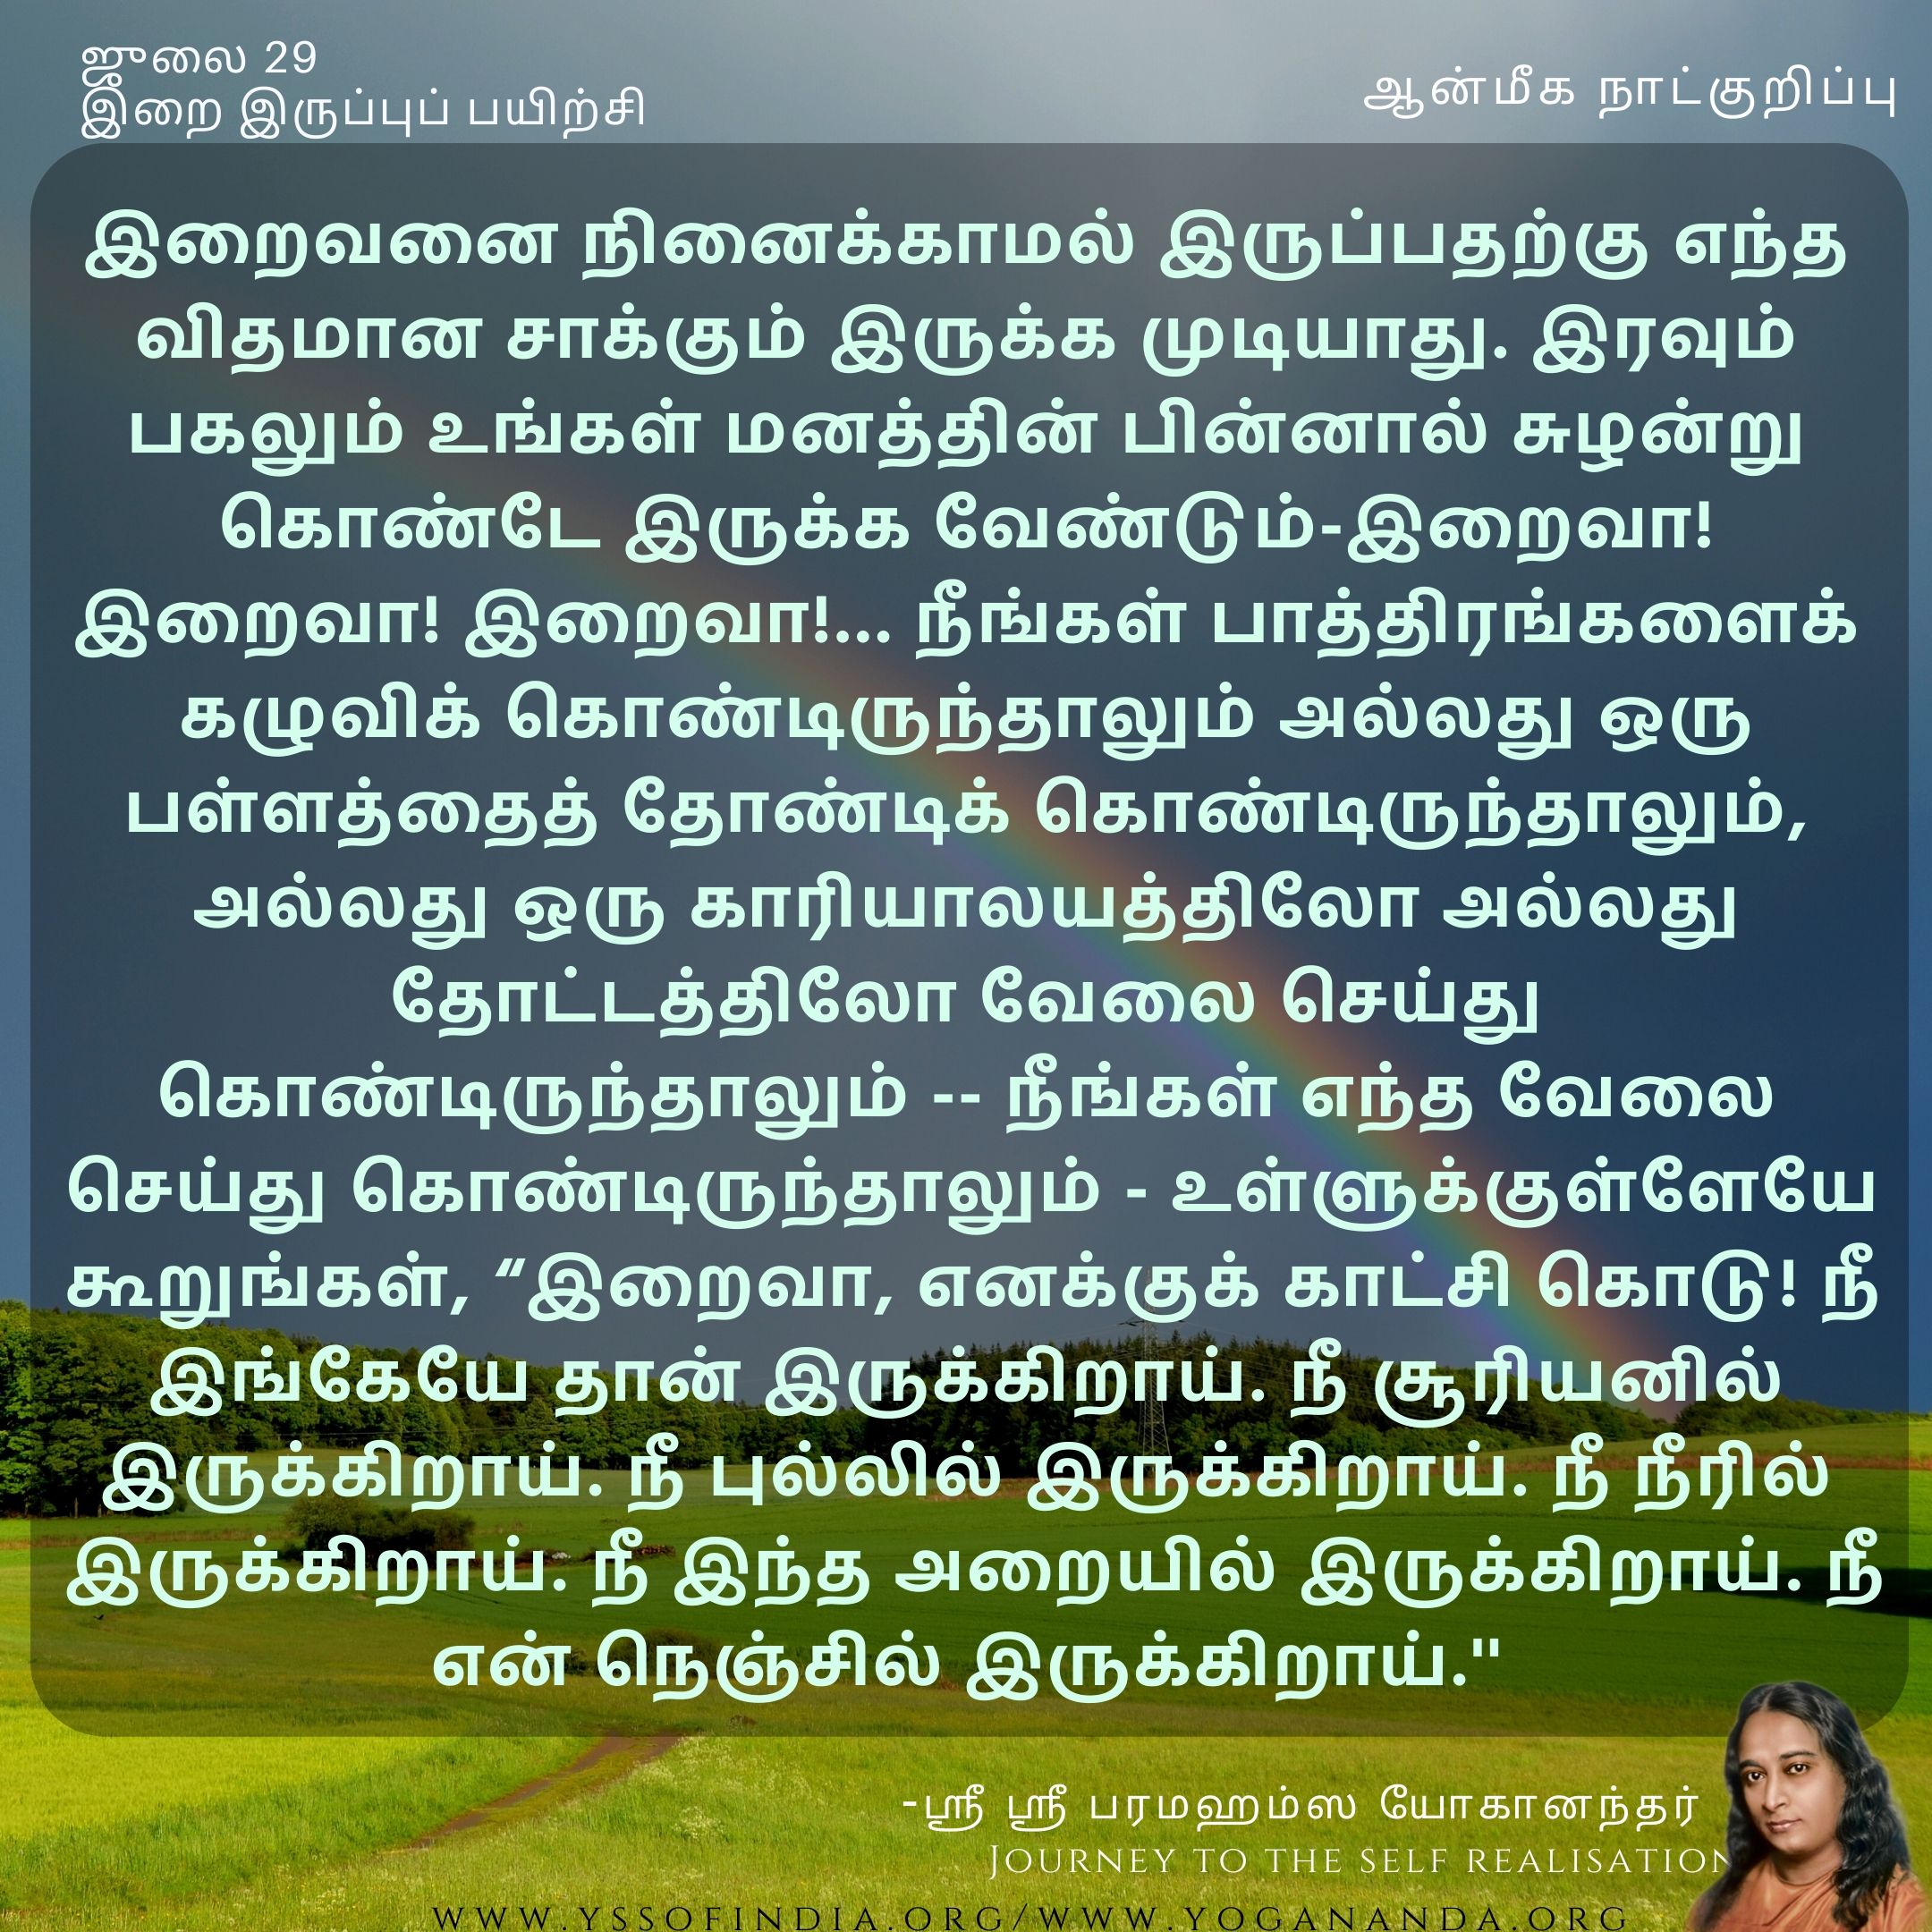 ஜுலை 29
இறை இருப்புப் பயிற்சி
ஆன்மீக நாட்குறிப்பு
இறைவனை நினைக்காமல் இருப்பதற்கு எந்த
விதமான சாக்கும் இருக்க முடியாது. இரவும்
பகலும் உங்கள் மனத்தின் பின்னால் சுழன்று
கொண்டே இருக்க வேண்டும்-இறைவா!
இறைவா! இறைவா!... நீங்கள் பாத்திரங்களைக்
கழுவிக் கொண்டிருந்தாலும் அல்லது ஒரு
பள்ளத்தைத் தோண்டிக் கொண்டிருந்தாலும்,
அல்லது ஒரு காரியாலயத்திலோ அல்லது
தோட்டத்திலோ வேலை செய்து
கொண்டிருந்தாலும் -- நீங்கள் எந்த வேலை
செய்து கொண்டிருந்தாலும் - உள்ளுக்குள்ளேயே
கூறுங்கள், “இறைவா, எனக்குக் காட்சி கொடு! நீ
இங்கேயே தான் இருக்கிறாய். நீ சூரியனில்
இருக்கிறாய். நீ புல்லில் இருக்கிறாய். நீ நீரில்
இருக்கிறாய். நீ இந்த அறையில் இருக்கிறாய். நீ
என் நெஞ்சில் இருக்கிறாய்."
-ஸ்ரீ ஸ்ரீ பரமஹம்ஸ யோகானந்தர்
Journey to the self realisation
www.yssofindia.org/www.yogananda.org